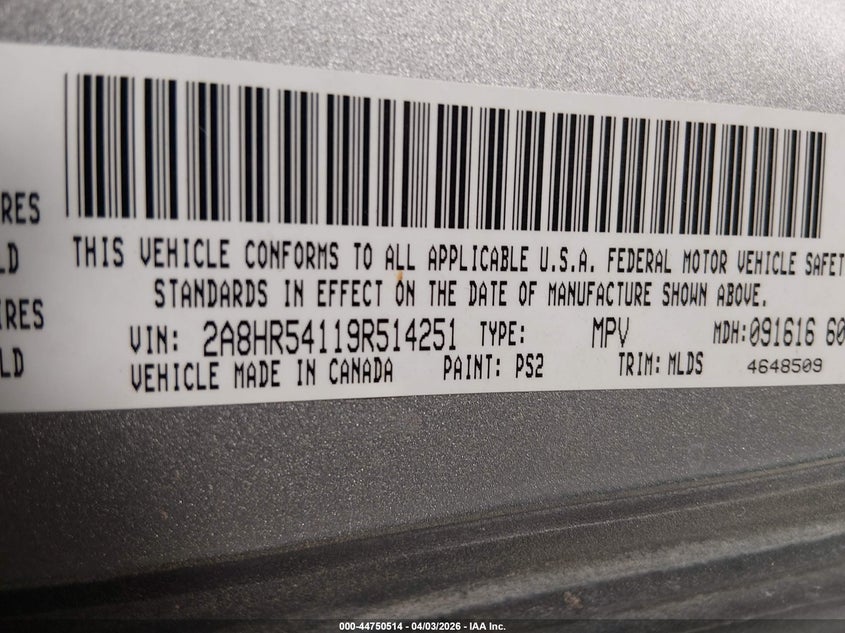 IRES
LD
IRES
LD
THIS VEHICLE CONFORMS TO ALL APPLICABLE U.S.A. FEDERAL MOTOR VEHICLE SAFET
STANDARDS IN EFFECT ON THE DATE OF MANUFACTURE SHOWN ABOVE.
VIN: 2A8HR54119R514251 TYPE: MPV MDH:091616 60
VEHICLE MADE IN CANADA PAINT: PS2 TRIM: MLDS 4648509
000-44750514 - 04/03/2026 - IAA Inc.